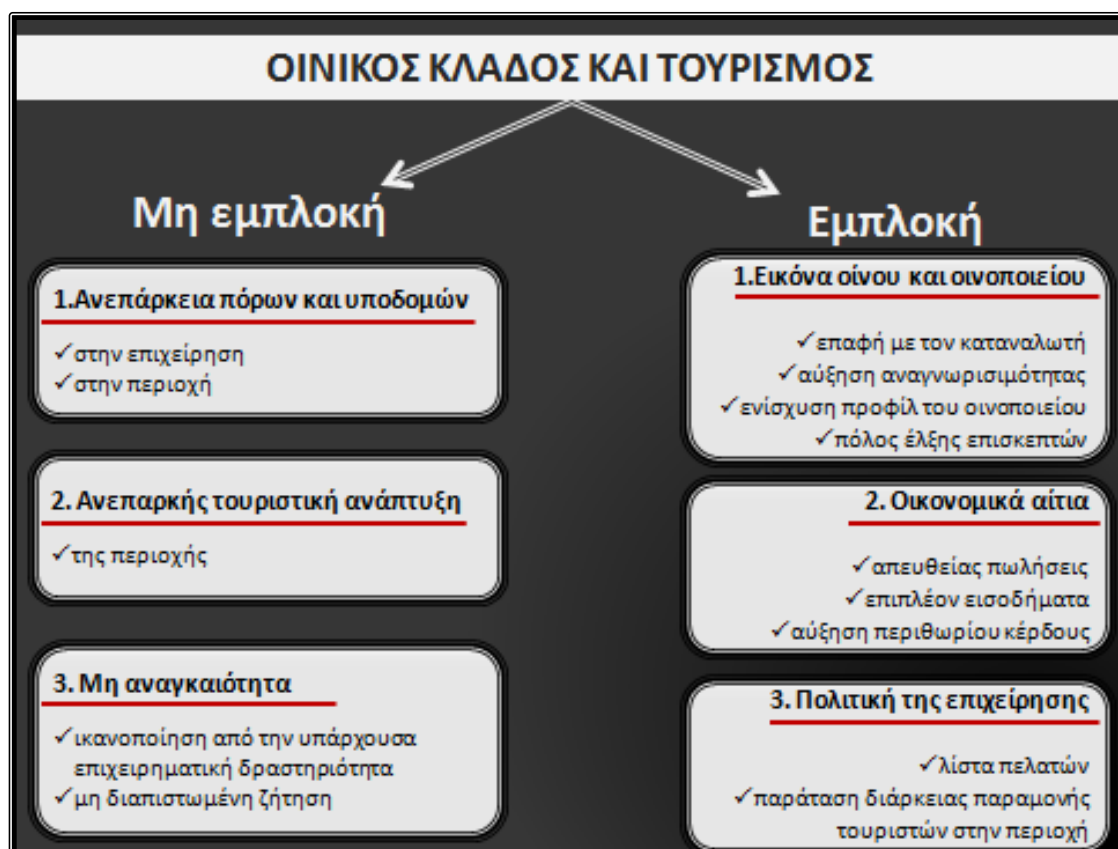 ΟΙΝΙΚΟΣ ΚΛΑΔΟΣ ΚΑΙ ΤΟΥΡΙΣΜΟΣ
Μη εμπλοκή
1.Ανεπάρκεια πόρων και υποδομών
✓στην επιχείρηση
✓στην περιοχή
2. Ανεπαρκής τουριστική ανάπτυξη
✓της περιοχής
3. Μη αναγκαιότητα
✓ικανοποίηση από την υπάρχουσα
επιχειρηματική δραστηριότητα
✓μη διαπιστωμένη ζήτηση
Εμπλοκή
1.Εικόνα οίνου και οινοποιείου
✓επαφή με τον καταναλωτή
✓αύξηση αναγνωρισιμότητας
✓ενίσχυση προφίλ του οινοποιείου
✓πόλος έλξης επισκεπτών
2. Οικονομικά αίτια
✓απευθείας πωλήσεις
✓επιπλέον εισοδήματα
✓αύξηση περιθωρίου κέρδους
3. Πολιτική της επιχείρησης
✓λίστα πελατών
✓παράταση διάρκειας παραμονής
τουριστών στην περιοχή